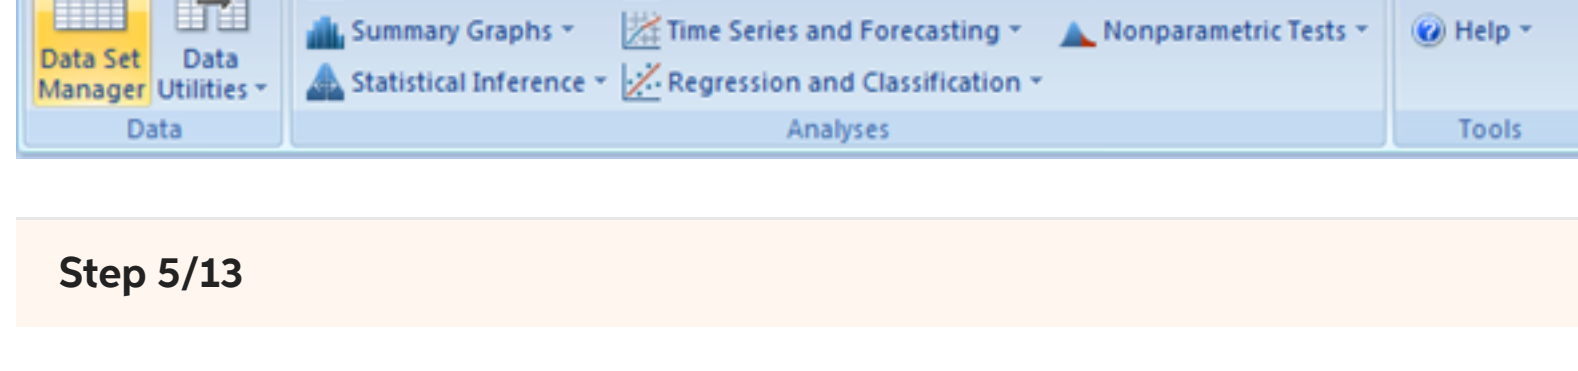 Summary Graphs
Time Series and Forecasting
Nonparametric Tests
Help
Data Set
Manager
Data
Utilities
Statistical Inference
Regression and Classification
Data
Analyses
Tools
Step 5/13